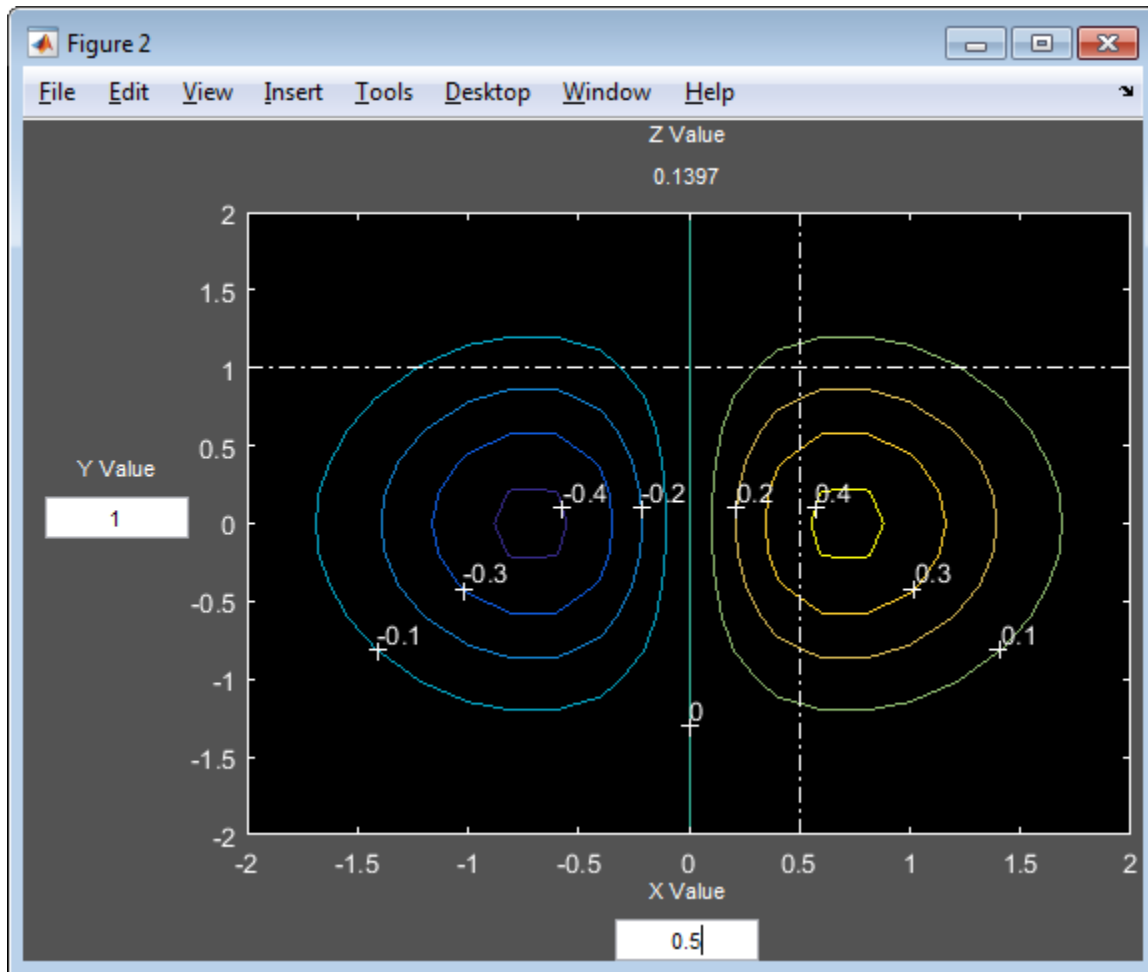 Figure 2
File Edit View Insert Tools Desktop Window Help
Z Value
0.1397
2
1.5
1
0.5
0
-0.5
-1
-1.5
-2
Y Value
1
-0.4 -0.2 0.2 0.4
-0.3 0.3
-0.1 0.1
0
-2 -1.5 -1 -0.5 0 0.5 1 1.5 2
X Value
0.5